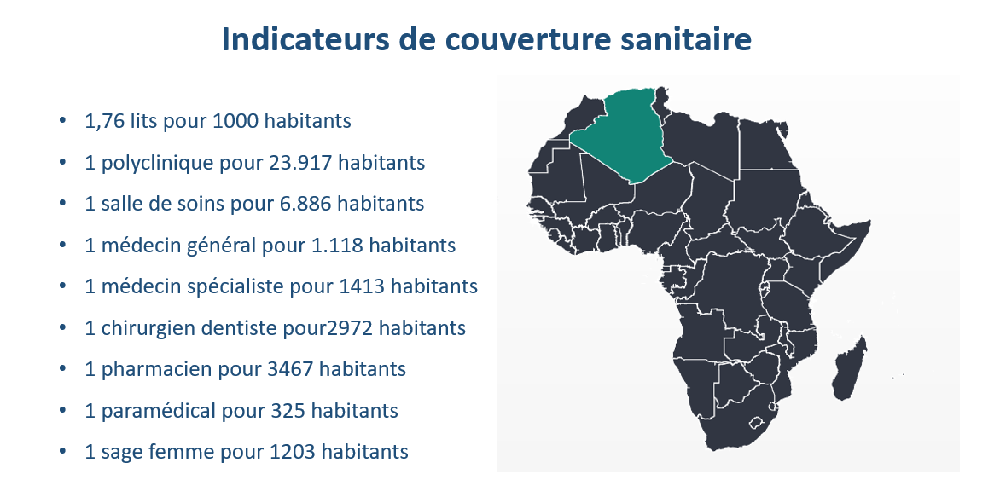 Indicateurs de couverture sanitaire
• 1,76 lits pour 1000 habitants
• 1 polyclinique pour 23.917 habitants
• 1 salle de soins pour 6.886 habitants
• 1 médecin général pour 1.118 habitants
• 1 médecin spécialiste pour 1413 habitants
• 1 chirurgien dentiste pour2972 habitants
• 1 pharmacien pour 3467 habitants
• 1 paramédical pour 325 habitants
• 1 sage femme pour 1203 habitants